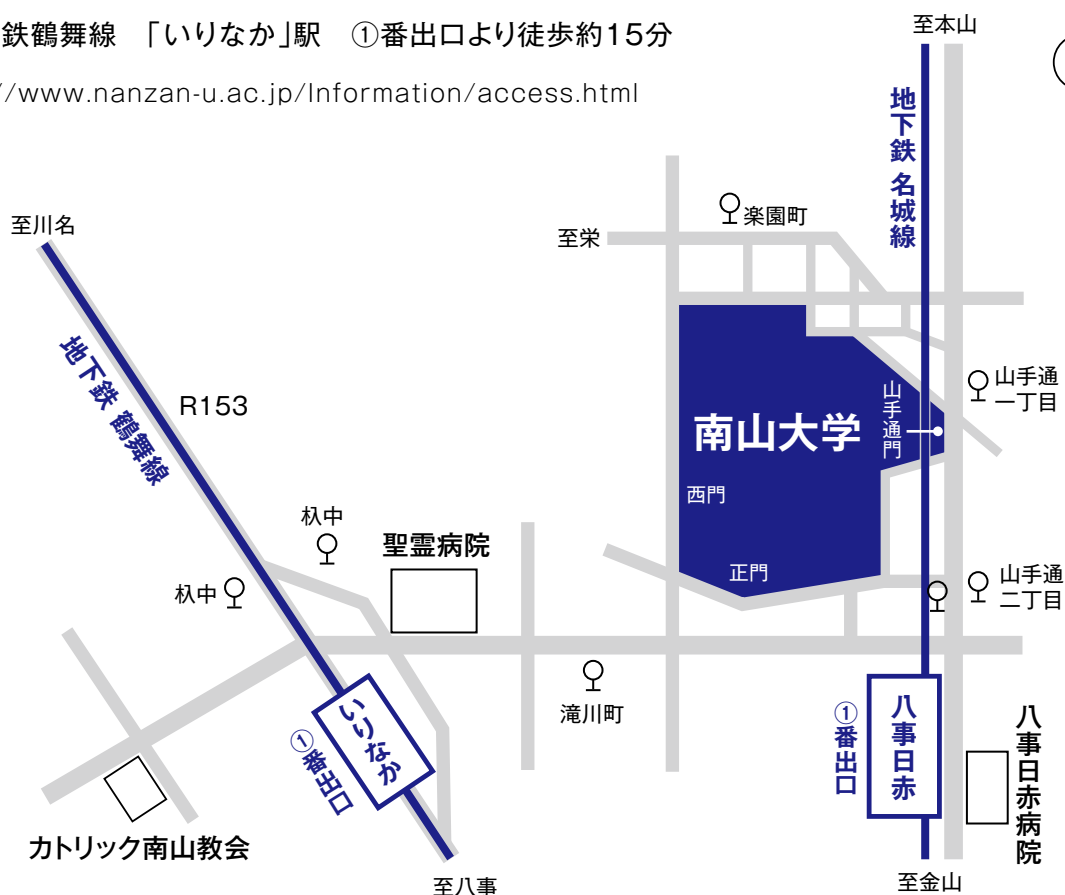 鉄鶴舞線 「いりなか」駅 ①番出口より徒歩約15分
//www.nanzan-u.ac.jp/Information/access.html
至本山
地下鉄 名城線
楽園町
至栄
至川名
地下鉄 鶴舞線
R153
山手通
一丁目
山手通門
南山大学
西門
正門
杁中
聖霊病院
杁中
山手通
二丁目
滝川町
いりなか
①番出口
八事日赤
①番出口
八事日赤病院
カトリック南山教会
至八事
至金山